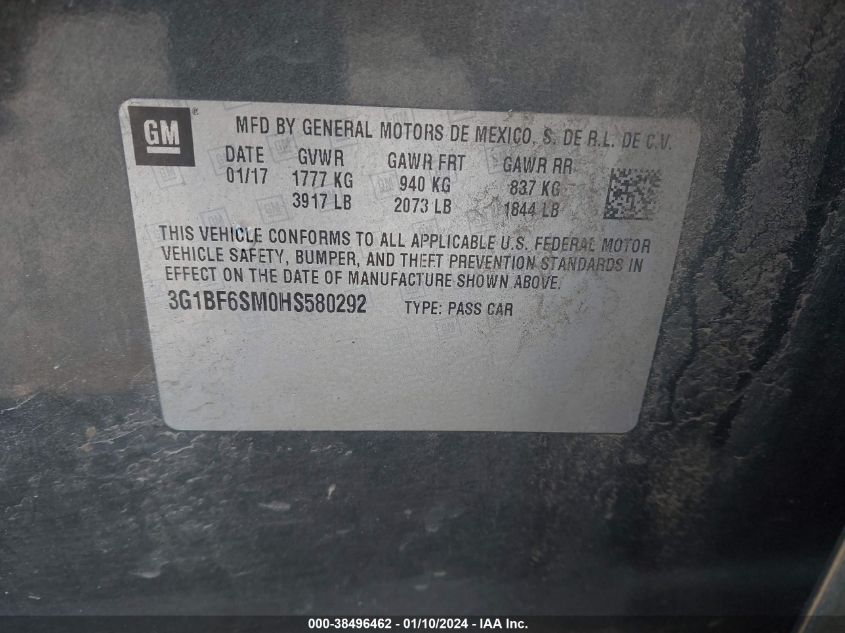 GM ®
MFD BY GENERAL MOTORS DE MEXICO, S. DE R.L. DE C.V.
DATE GVWR GAWR FRT GAWR RR
01/17 1777 KG 940 KG 837 KG
3917 LB 2073 LB 1844 LB
THIS VEHICLE CONFORMS TO ALL APPLICABLE U.S. FEDERAL MOTOR
VEHICLE SAFETY, BUMPER, AND THEFT PREVENTION STANDARDS IN
EFFECT ON THE DATE OF MANUFACTURE SHOWN ABOVE.
3G1BF6SM0HS580292 TYPE: PASS CAR
000-38496462 - 01/10/2024 - IAA Inc.